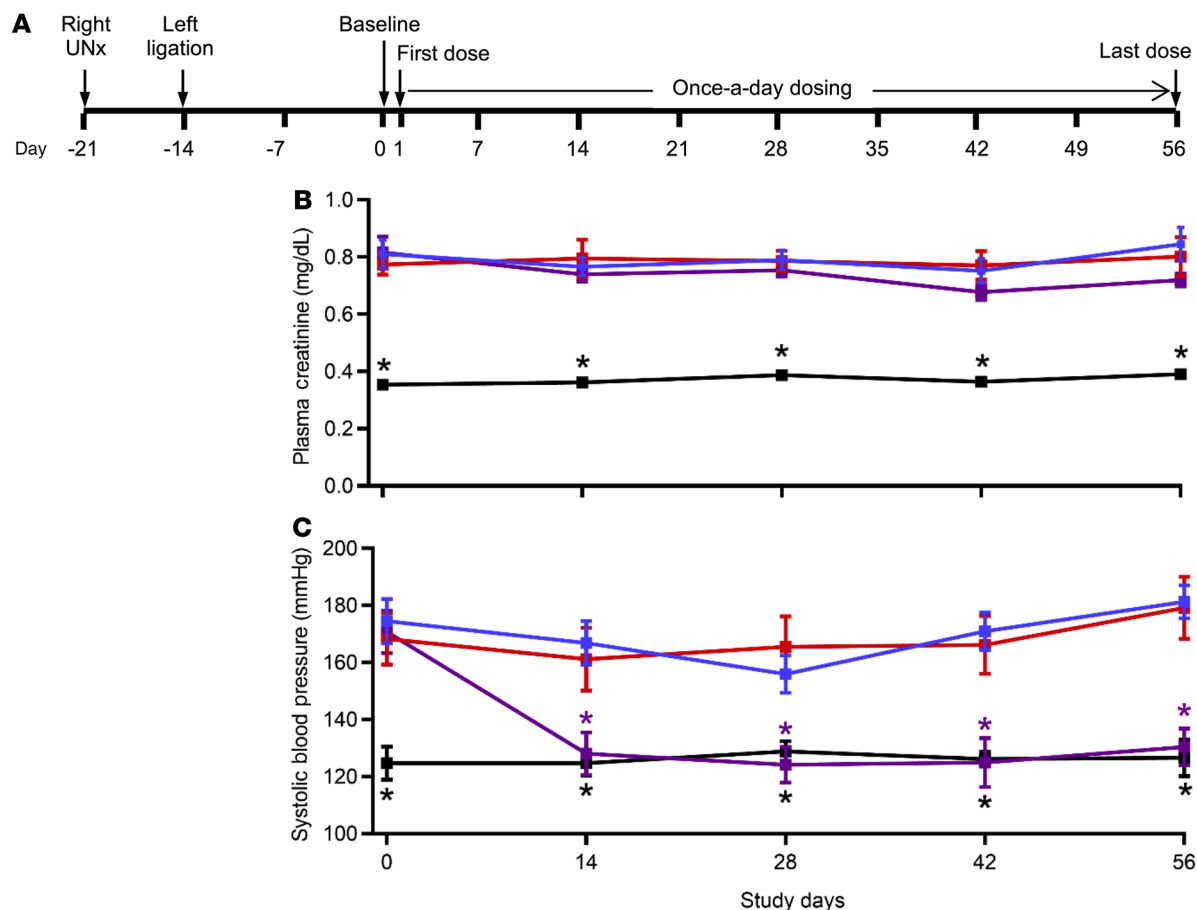 A
Right
UNx
Left
ligation
Baseline
First dose
Last dose
Once-a-day dosing
Day -21 -14 -7 0 1 7 14 21 28 35 42 49 56
B
Plasma creatinine (mg/dL)
1.0
0.8
0.6
0.4
0.2
0.0
* * * * *
C
Systolic blood pressure (mmHg)
200
180
160
140
120
100
* * * *
* * * * *
0 14 28 42 56
Study days